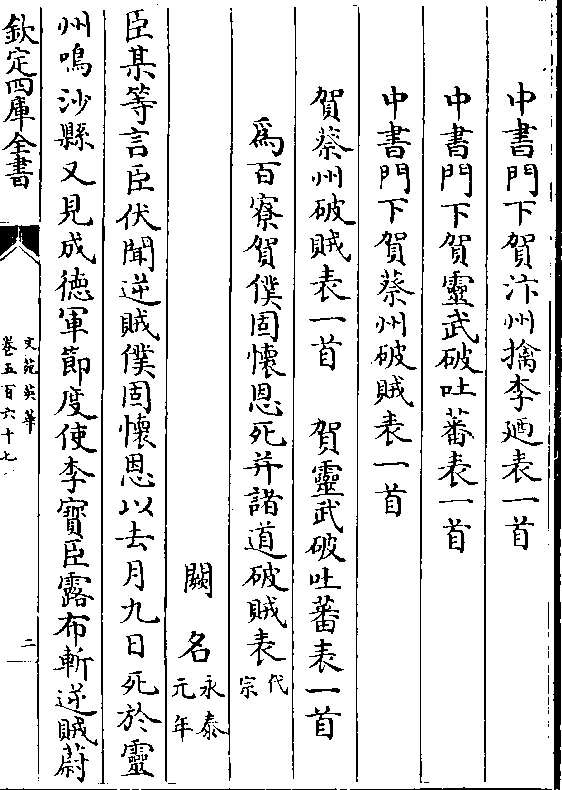 中書門下賀汴州擒李廼表一首
中書門下賀靈武破吐蕃表一首
中書門下賀蔡州破賊表一首
賀蔡州破賊表一首 賀靈武破吐蕃表一首
爲百寮賀僕固懷恩死并諸道破賊表 代宗
闕名 永泰元年
臣某等言臣伏聞逆賊僕固懷恩以去月九日死於靈
州鳴沙縣又見成德軍節度使李寶臣露布斬逆賊蔚
欽定四庫全書
文苑英華
卷五百六十七
二